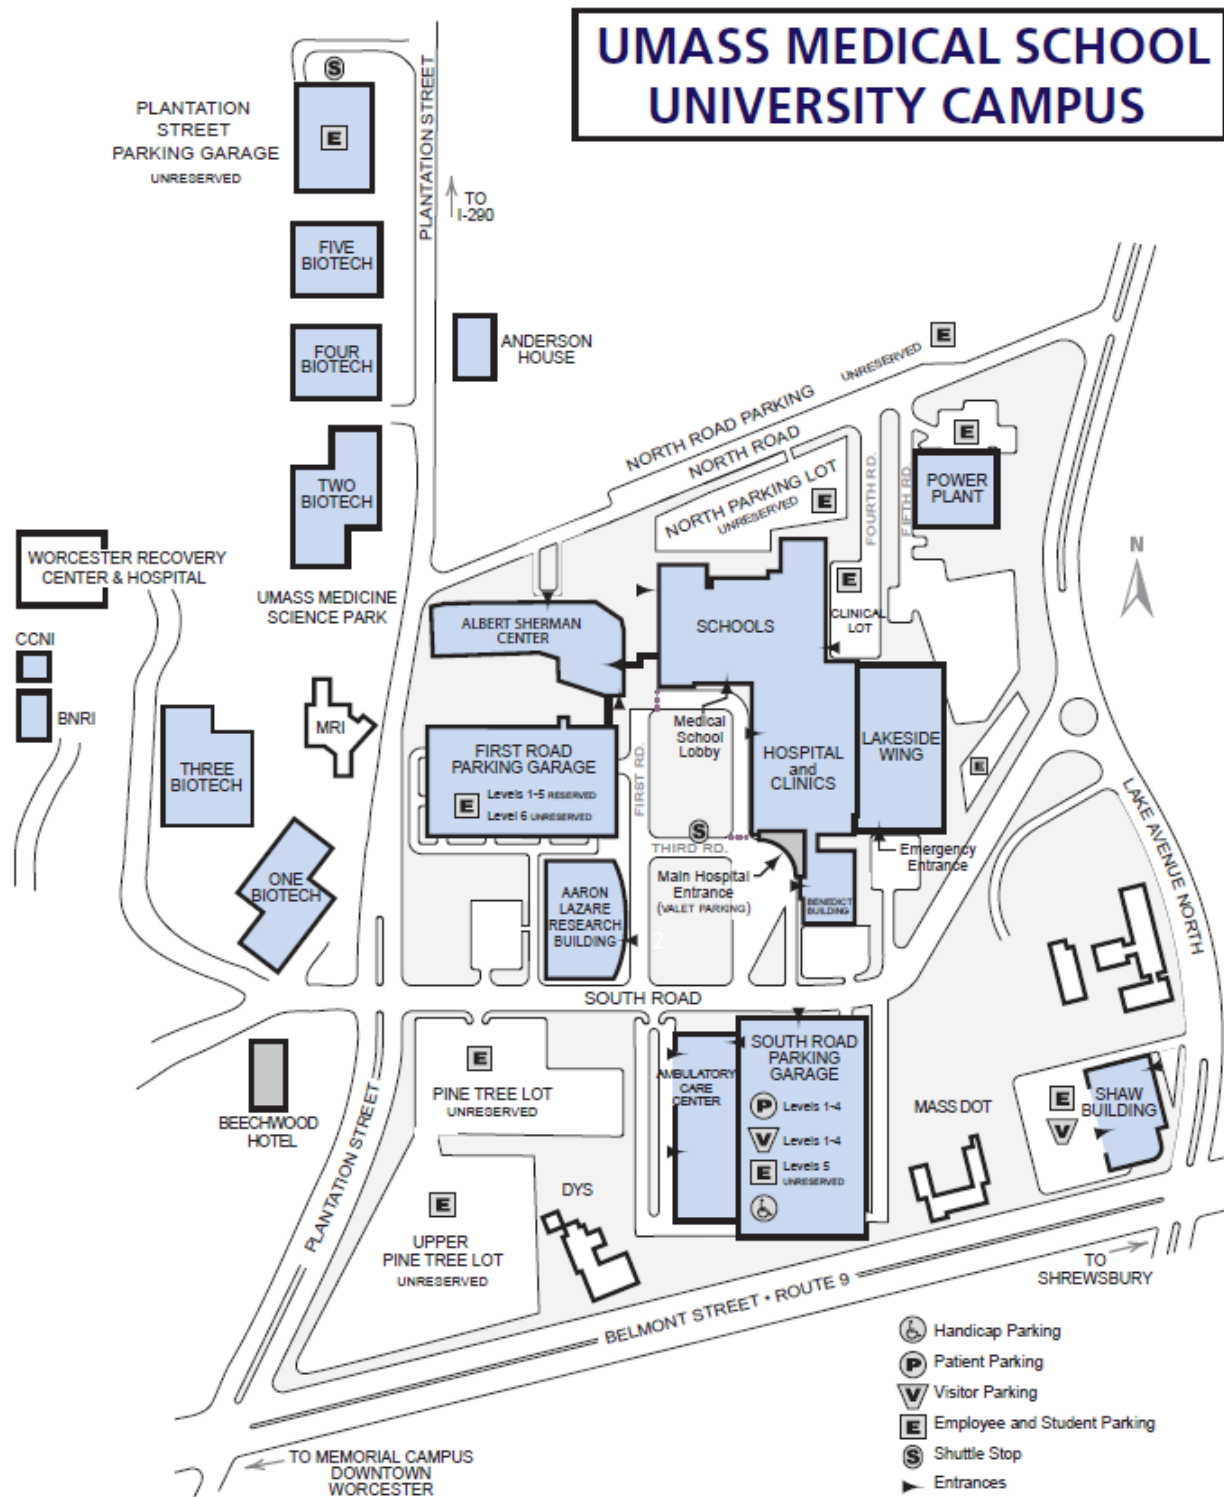 UMASS MEDICAL SCHOOL
UNIVERSITY CAMPUS
S
PLANTATION
STREET
PARKING GARAGE
UNRESERVED
E
PLANTATION STREET
TO
I-290
FIVE
BIOTECH
FOUR
BIOTECH
ANDERSON
HOUSE
E
UNRESERVED
NORTH ROAD PARKING
NORTH ROAD
NORTH PARKING LOT
UNRESERVED
E
FOURTH RD.
FIFTH RD.
E
POWER
PLANT
TWO
BIOTECH
WORCESTER RECOVERY
CENTER & HOSPITAL
UMASS MEDICINE
SCIENCE PARK
N
E
CLINICAL
LOT
ALBERT SHERMAN
CENTER
SCHOOLS
CCNI
BNRI
MRI
THREE
BIOTECH
FIRST ROAD
PARKING GARAGE
E
Levels 1-5 RESERVED
Level 6 UNRESERVED
FIRST RD.
Medical
School
Lobby
HOSPITAL
and
CLINICS
LAKESIDE
WING
E
LAKE AVENUE NORTH
S
THIRD RD.
Main Hospital
Entrance
(VALET PARKING)
Emergency
Entrance
BENEDICT
BUILDING
ONE
BIOTECH
AARON
LAZARE
RESEARCH
BUILDING
2
SOUTH ROAD
BEECHWOOD
HOTEL
PLANTATION STREET
E
PINE TREE LOT
UNRESERVED
AMBULATORY
CARE
CENTER
SOUTH ROAD
PARKING
GARAGE
P Levels 1-4
V Levels 1-4
E Levels 5
UNRESERVED
MASS DOT
E
V
SHAW
BUILDING
DYS
E
UPPER
PINE TREE LOT
UNRESERVED
BELMONT STREET • ROUTE 9
TO
SHREWSBURY
Handicap Parking
P Patient Parking
V Visitor Parking
E Employee and Student Parking
S Shuttle Stop
Entrances
TO MEMORIAL CAMPUS
DOWNTOWN
WORCESTER